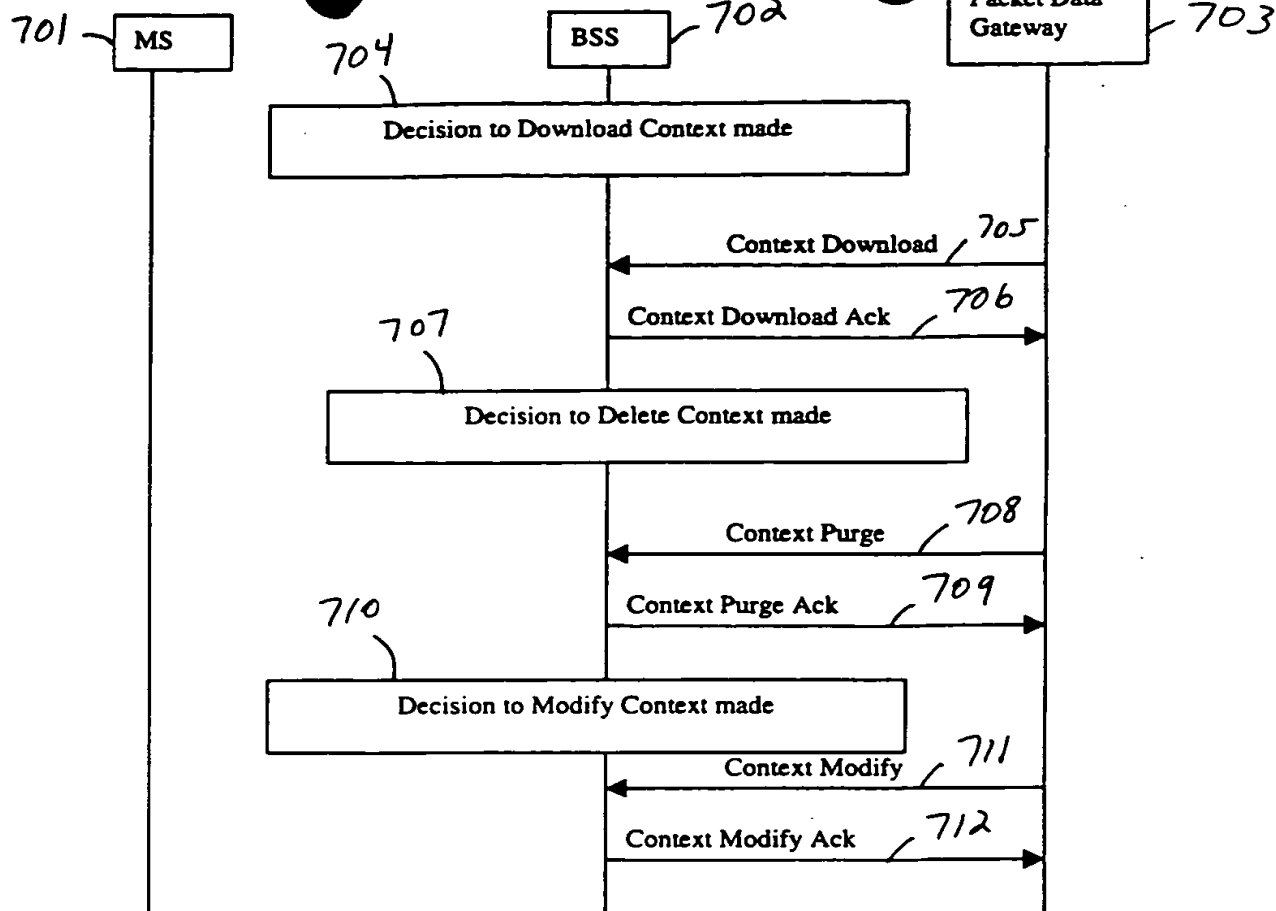 701
MS
BSS
702
Packet Data
Gateway
703
704
Decision to Download Context made
Context Download
705
Context Download Ack
706
707
Decision to Delete Context made
Context Purge
708
Context Purge Ack
709
710
Decision to Modify Context made
Context Modify
711
Context Modify Ack
712